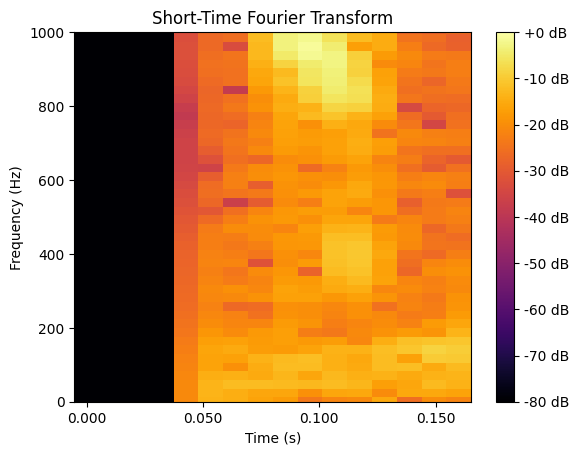 Short-Time Fourier Transform
1000
800
600
400
200
0
Frequency (Hz)
0.000
0.050
0.100
0.150
Time (s)
+0 dB
-10 dB
-20 dB
-30 dB
-40 dB
-50 dB
-60 dB
-70 dB
-80 dB